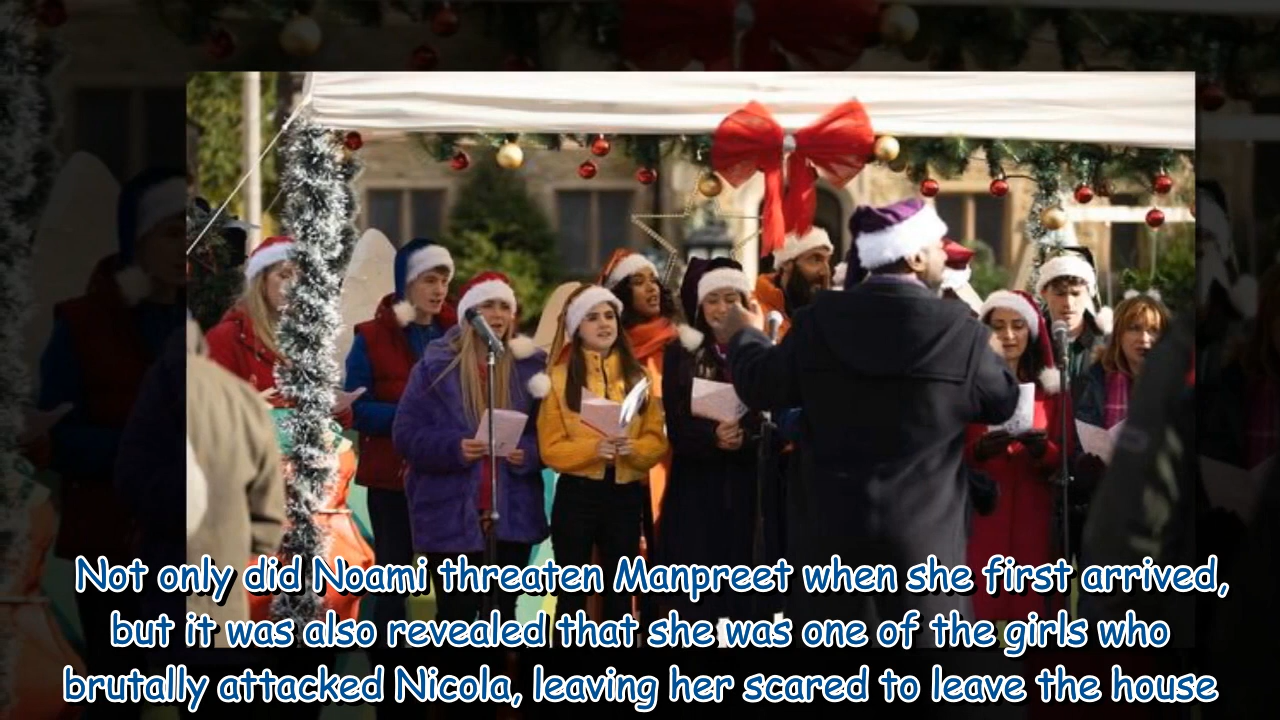 Not only did Noami threaten Manpreet when she first arrived,
but it was also revealed that she was one of the girls who
brutally attacked Nicola, leaving her scared to leave the house